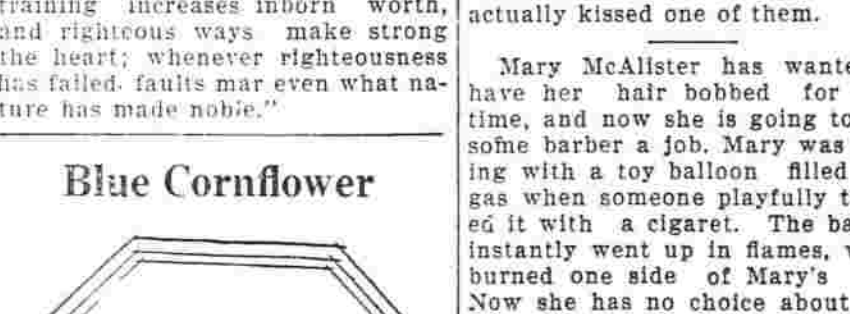 training increases inborn worth,
and righteous ways make strong
the heart; whenever righteousness
has failed. faults mar even what na-
ture has made noble."
Blue Cornflower
actually kissed one of them.
Mary McAlister has wante
have her hair bobbed for
time, and now she is going to
some barber a job. Mary was
ing with a toy balloon filled
gas when someone playfully t
ed it with a cigaret. The ba
instantly went up in flames,
burned one side of Mary's
Now she has no choice about